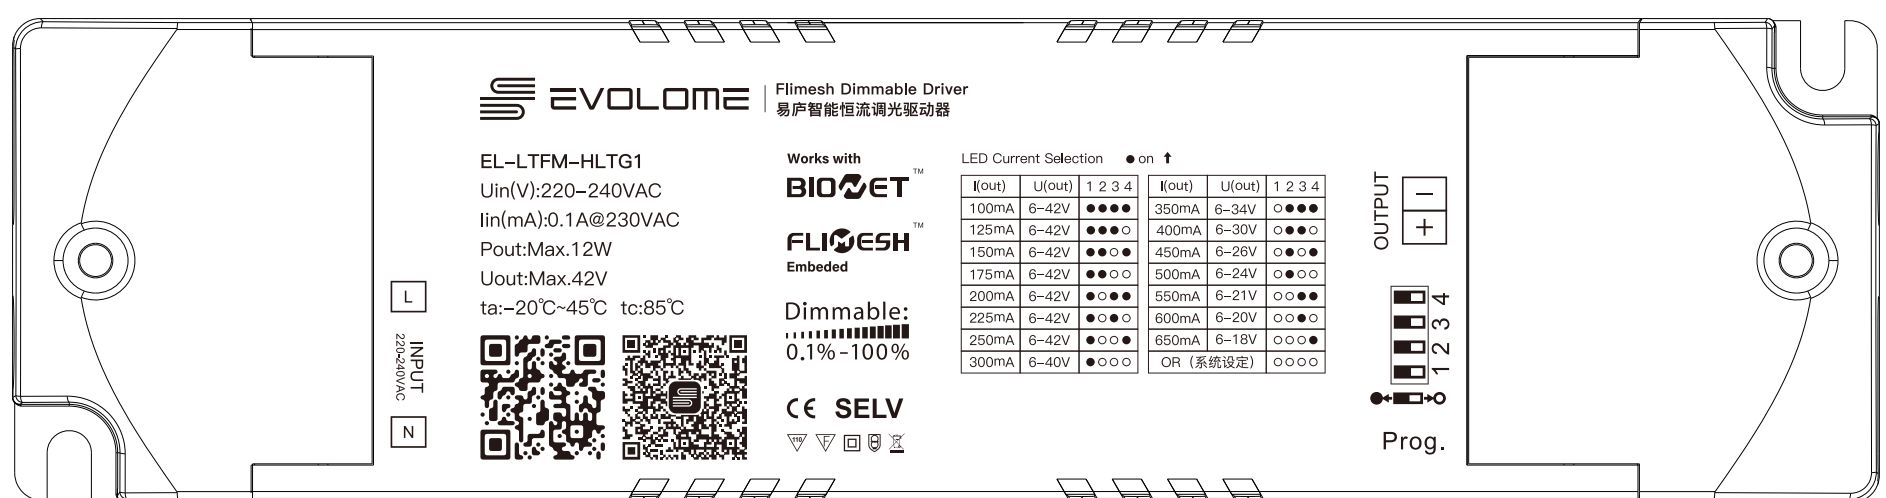 EVOLOME
Flimesh Dimmable Driver
易庐智能恒流调光驱动器
EL-LTFM-HLTG1
Uin(V):220-240VAC
Iin(mA):0.1A@230VAC
Pout:Max.12W
Uout:Max.42V
ta:-20℃~45℃ tc:85℃
L
INPUT
220-240VAC
N
Works with
BIONET™
FLIMESH™
Embeded
Dimmable:
0.1%-100%
CE SELV
110 F
LED Current Selection ●on ↑
I(out) U(out) 1 2 3 4 I(out) U(out) 1 2 3 4
100mA 6-42V ●●●● 350mA 6-34V ○●●●
125mA 6-42V ●●●○ 400mA 6-30V ○●●○
150mA 6-42V ●●○● 450mA 6-26V ○●○●
175mA 6-42V ●●○○ 500mA 6-24V ○●○○
200mA 6-42V ●○●● 550mA 6-21V ○○●●
225mA 6-42V ●○●○ 600mA 6-20V ○○●○
250mA 6-42V ●○○● 650mA 6-18V ○○○●
300mA 6-40V ●○○○ OR（系统设定） ○○○○
OUTPUT
−
+
1 2 3 4
Prog.